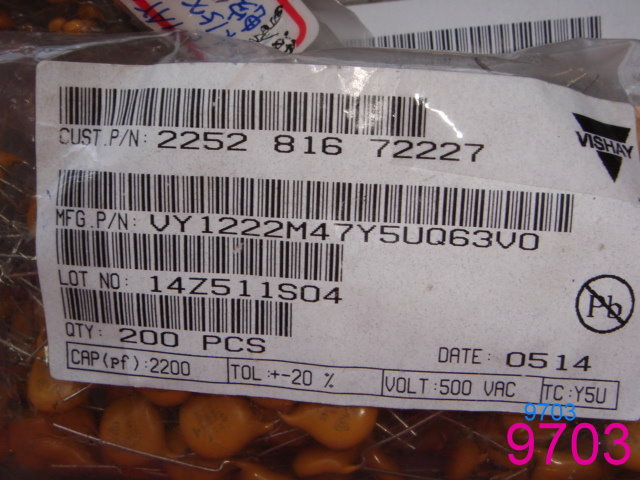 CUST.P/N: 2252 816 72227
VISHAY
MFG.P/N: VY1222M47Y5UQ63V0
LOT NO: 14Z511S04
QTY: 200 PCS
Pb
DATE: 0514
CAP(pf):2200 TOL:+-20 % VOLT:500 VAC TC:Y5U
9703
9703